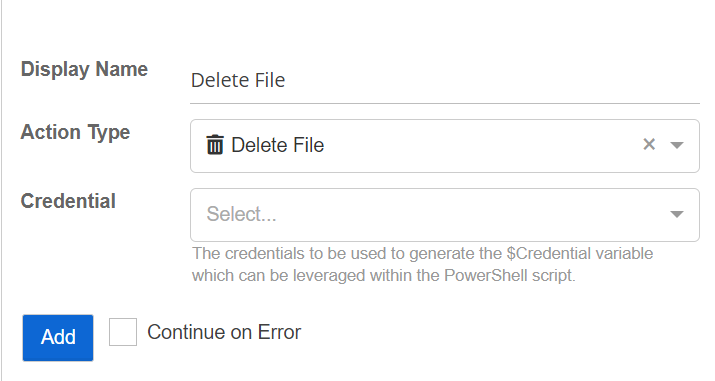 Display Name
Delete File
Action Type
Delete File
Credential
Select...
The credentials to be used to generate the $Credential variable
which can be leveraged within the PowerShell script.
Add
Continue on Error